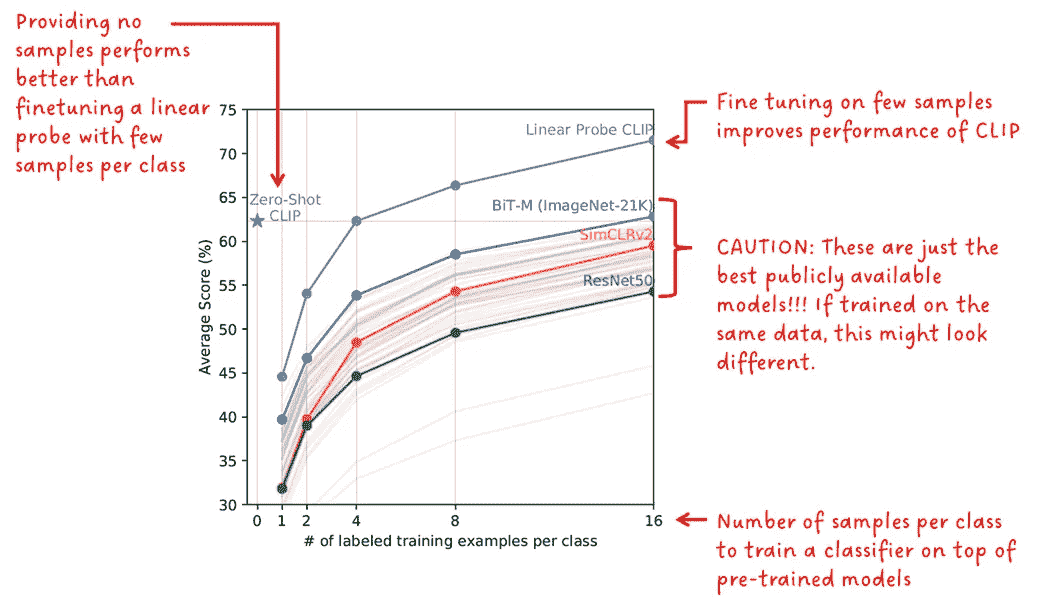 Providing no
samples performs
better than
finetuning a linear
probe with few
samples per class
Fine tuning on few samples
improves performance of CLIP
CAUTION: These are just the
best publicly available
models!!! If trained on the
same data, this might look
different.
Number of samples per class
to train a classifier on top of
pre-trained models
75
70
65
60
55
50
45
40
35
30
Average Score (%)
Linear Probe CLIP
Zero-Shot
CLIP
BiT-M (ImageNet-21K)
SimCLRv2
ResNet50
0 1 2 4 8 16
# of labeled training examples per class